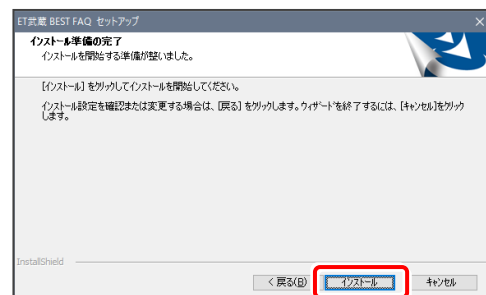 ET武蔵 BEST FAQ セットアップ
インストール準備の完了
インストールを開始する準備が整いました。
[インストール] をクリックしてインストールを開始してください。
インストール設定を確認または変更する場合は、[戻る] をクリックします。ウィザードを終了するには、[キャンセル]をクリック
します。
InstallShield
< 戻る(B)
インストール
キャンセル